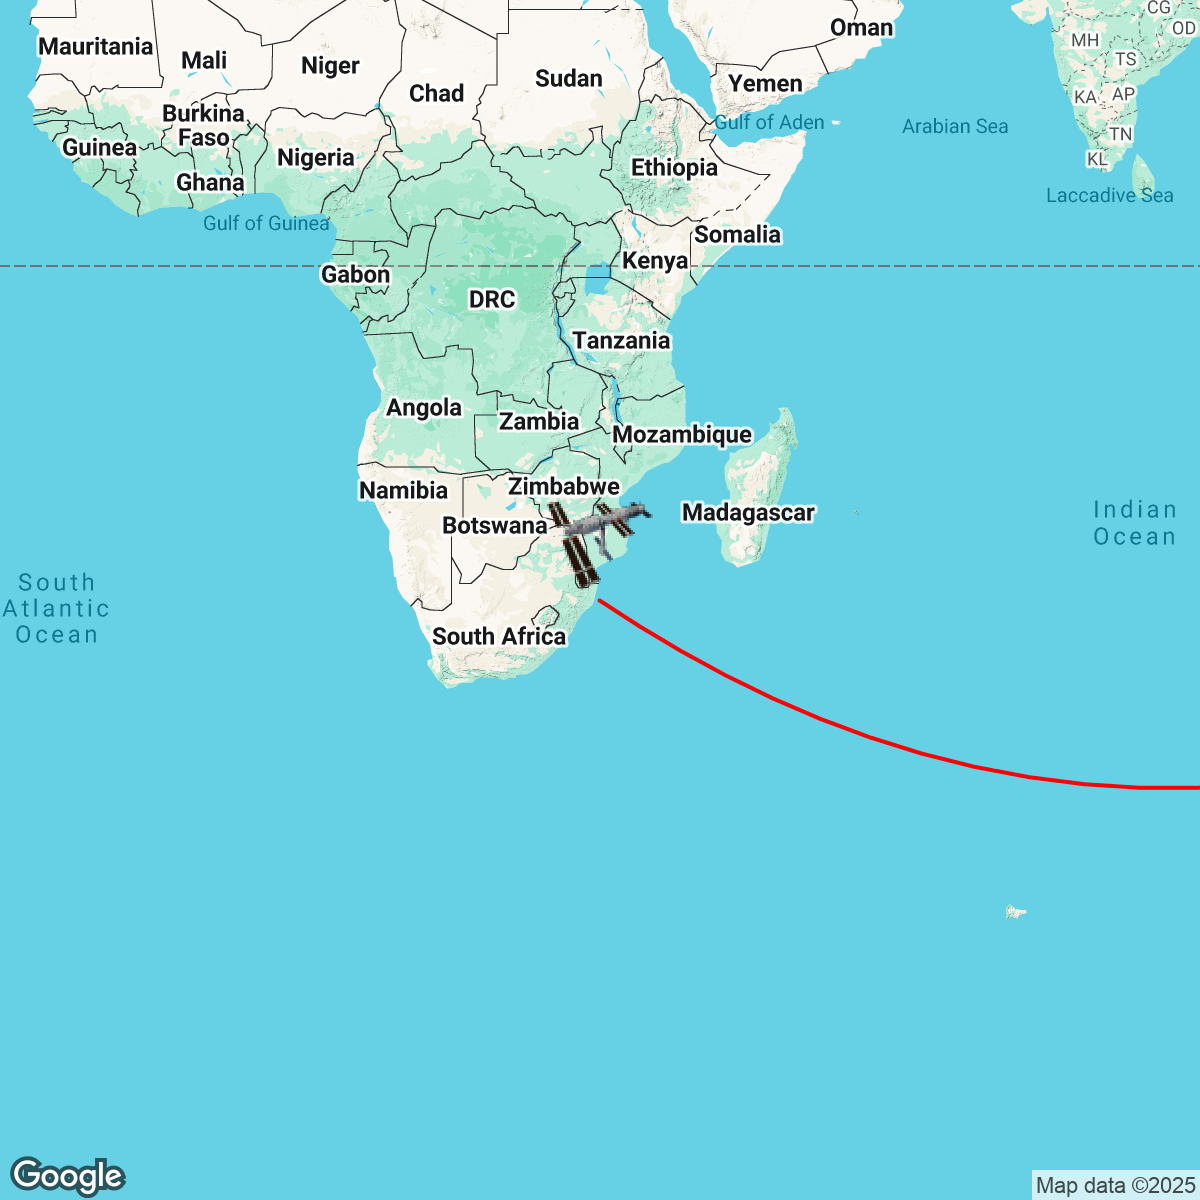 CG
Oman
OD
Mauritania
MH
Mali
TS
Niger
Sudan
Yemen
Chad
KA
AP
Burkina
Faso
Gulf of Aden
Arabian Sea
TN
Guinea
Nigeria
KL
Ethiopia
Ghana
Laccadive Sea
Gulf of Guinea
Somalia
Kenya
Gabon
DRC
Tanzania
Angola
Zambia
Mozambique
Zimbabwe
Namibia
Madagascar
Indian
Ocean
Botswana
South
Atlantic
Ocean
South Africa
Google
Map data ©2025